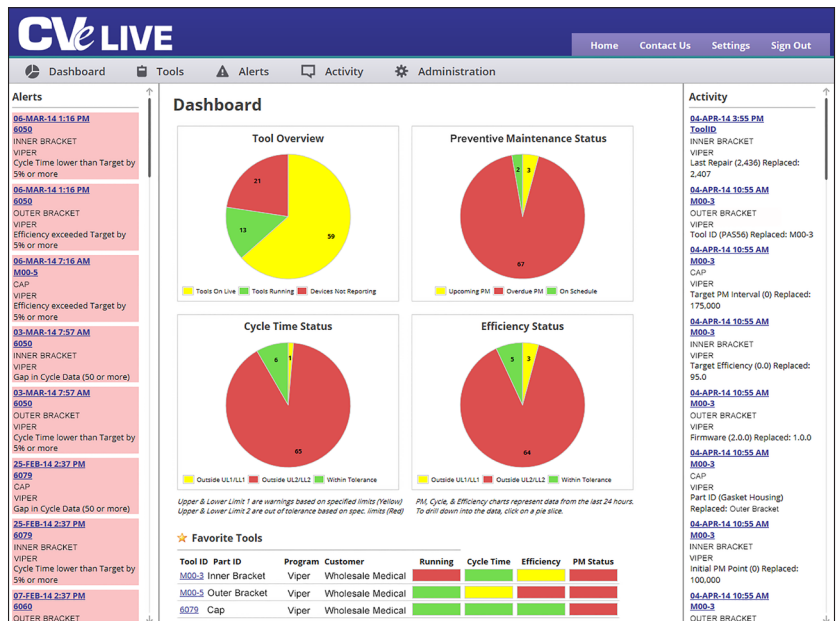 CVe LIVE
Home Contact Us Settings Sign Out
Dashboard Tools Alerts Activity Administration
Alerts
06-MAR-14 1:16 PM
6050
INNER BRACKET
VIPER
Cycle Time lower than Target by
5% or more
06-MAR-14 1:16 PM
6050
OUTER BRACKET
VIPER
Efficiency exceeded Target by
5% or more
06-MAR-14 7:16 AM
M00-5
CAP
VIPER
Efficiency exceeded Target by
5% or more
03-MAR-14 7:57 AM
6050
INNER BRACKET
VIPER
Gap in Cycle Data (50 or more)
03-MAR-14 7:57 AM
6050
OUTER BRACKET
VIPER
Cycle Time lower than Target by
5% or more
25-FEB-14 2:37 PM
6079
CAP
VIPER
Gap in Cycle Data (50 or more)
25-FEB-14 2:37 PM
6079
INNER BRACKET
VIPER
Cycle Time lower than Target by
5% or more
07-FEB-14 2:37 PM
6060
OUTER BRACKET
Dashboard
Tool Overview
21
13
59
Tools On Live Tools Running Devices Not Reporting
Preventive Maintenance Status
2 3
67
Upcoming PM Overdue PM On Schedule
Cycle Time Status
6 1
65
Outside UL1/LL1 Outside UL2/LL2 Within Tolerance
Efficiency Status
5 3
64
Outside UL1/LL1 Outside UL2/LL2 Within Tolerance
Upper & Lower Limit 1 are warnings based on specified limits (Yellow)
Upper & Lower Limit 2 are out of tolerance based on spec. limits (Red)
PM, Cycle, & Efficiency charts represent data from the last 24 hours.
To drill down into the data, click on a pie slice.
Favorite Tools
Tool ID Part ID Program Customer Running Cycle Time Efficiency PM Status
M00-3 Inner Bracket Viper Wholesale Medical
M00-5 Outer Bracket Viper Wholesale Medical
6079 Cap Viper Wholesale Medical
Activity
04-APR-14 3:55 PM
ToolID
INNER BRACKET
VIPER
Last Repair (2,436) Replaced:
2,407
04-APR-14 10:55 AM
M00-3
OUTER BRACKET
VIPER
Tool ID (PAS56) Replaced: M00-3
04-APR-14 10:55 AM
M00-3
CAP
VIPER
Target PM Interval (0) Replaced:
175,000
04-APR-14 10:55 AM
M00-3
INNER BRACKET
VIPER
Target Efficiency (0.0) Replaced:
95.0
04-APR-14 10:55 AM
M00-3
OUTER BRACKET
VIPER
Firmware (2.0.0) Replaced: 1.0.0
04-APR-14 10:55 AM
M00-3
CAP
VIPER
Part ID (Gasket Housing)
Replaced: Outer Bracket
04-APR-14 10:55 AM
M00-3
INNER BRACKET
VIPER
Initial PM Point (0) Replaced:
100,000
04-APR-14 10:55 AM
M00-3
OUTER BRACKET